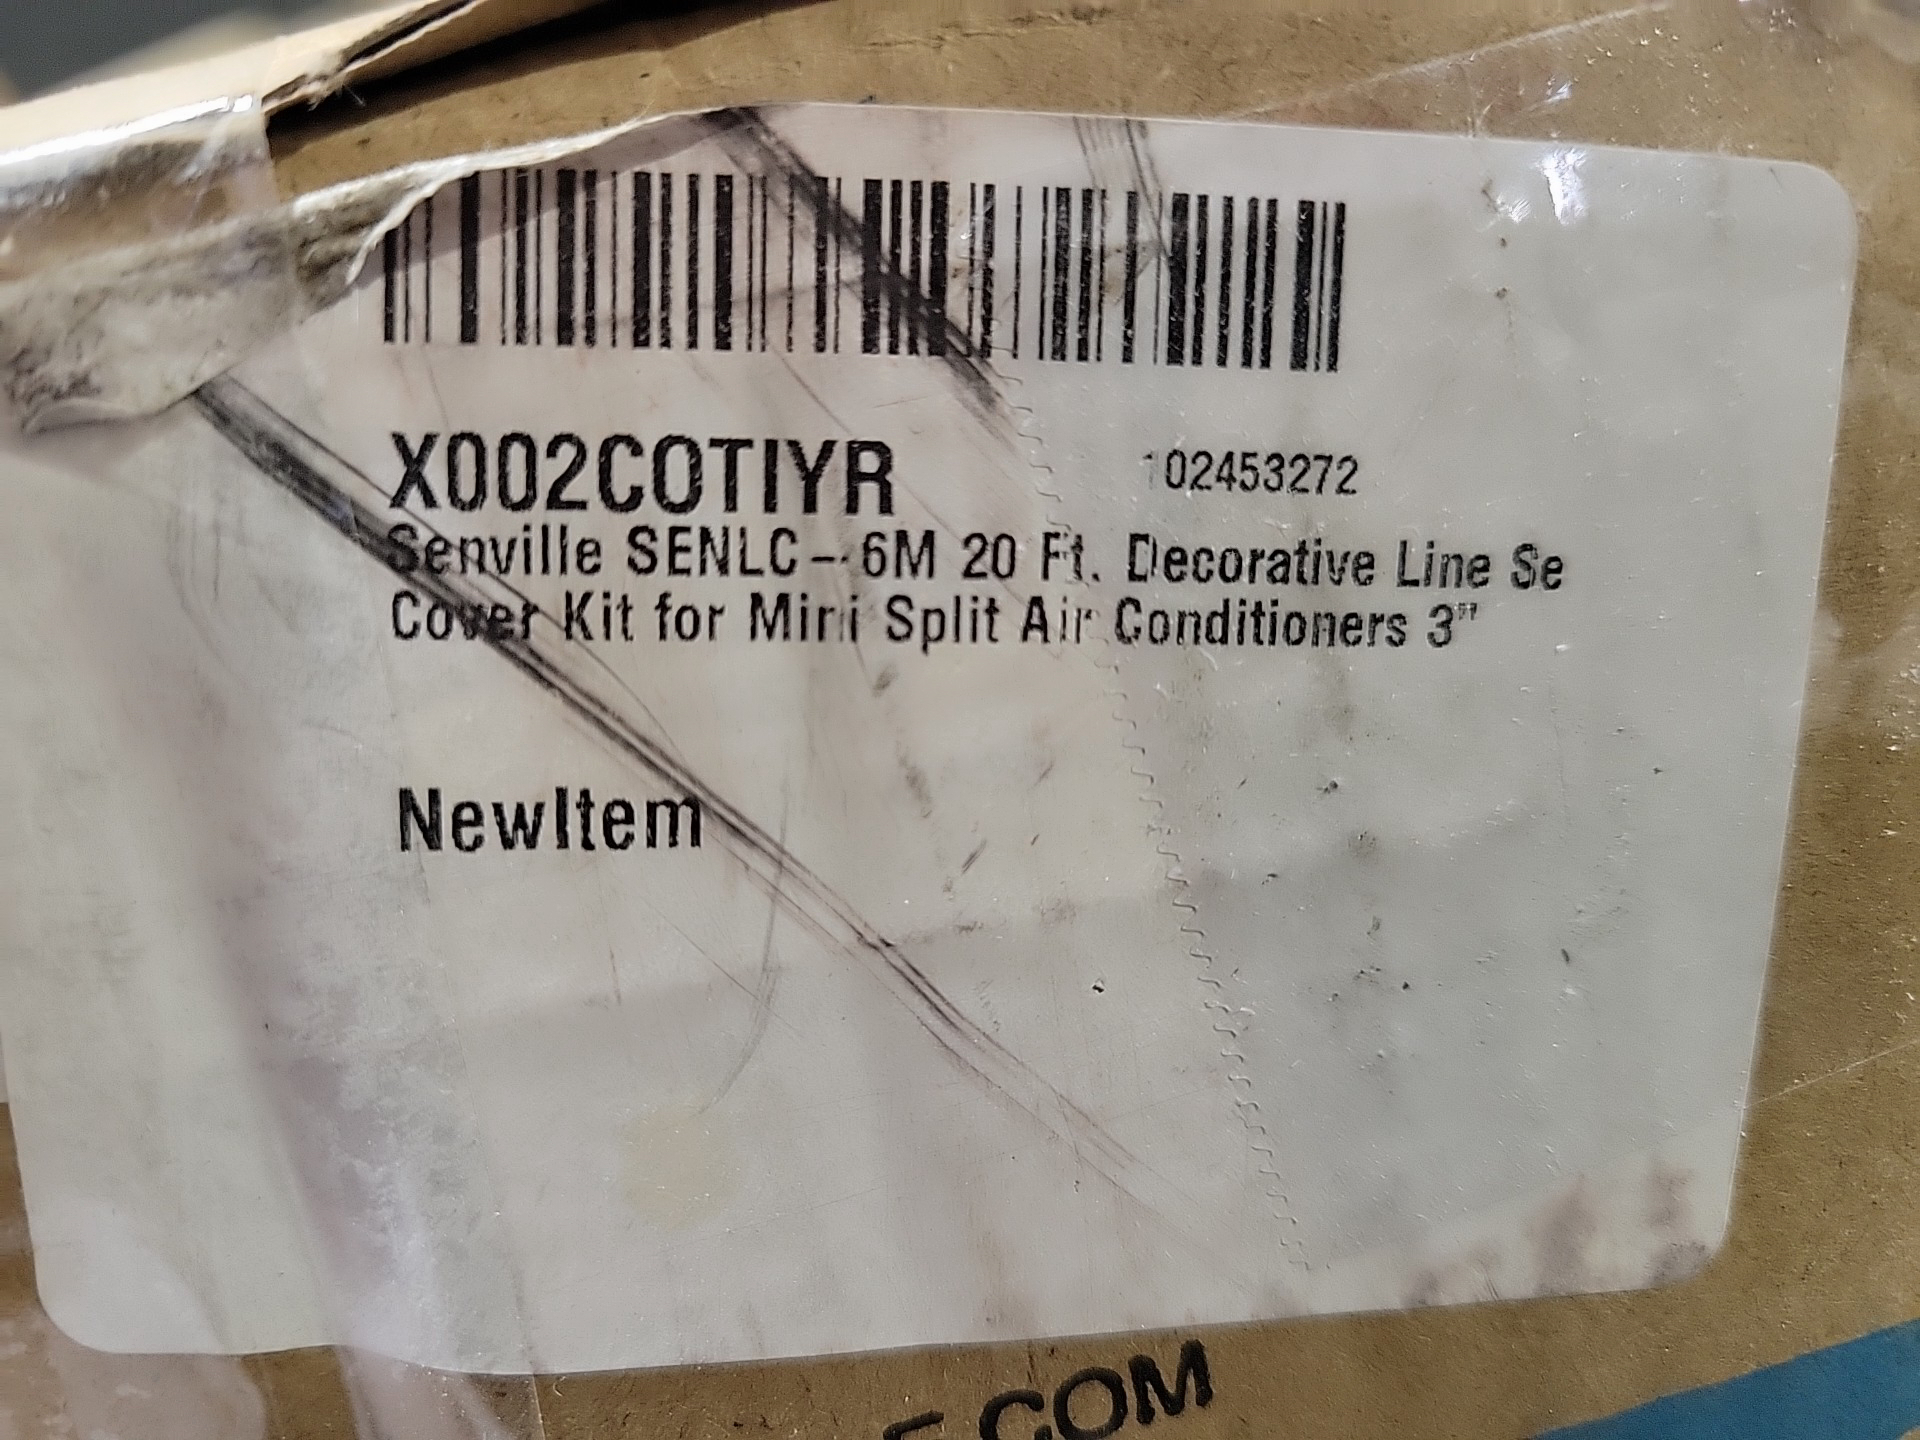 X002COTIYR
102453272
Senville SENLC-6M 20 Ft. Decorative Line Se
Cover Kit for Mini Split Air Conditioners 3"
NewItem
.COM